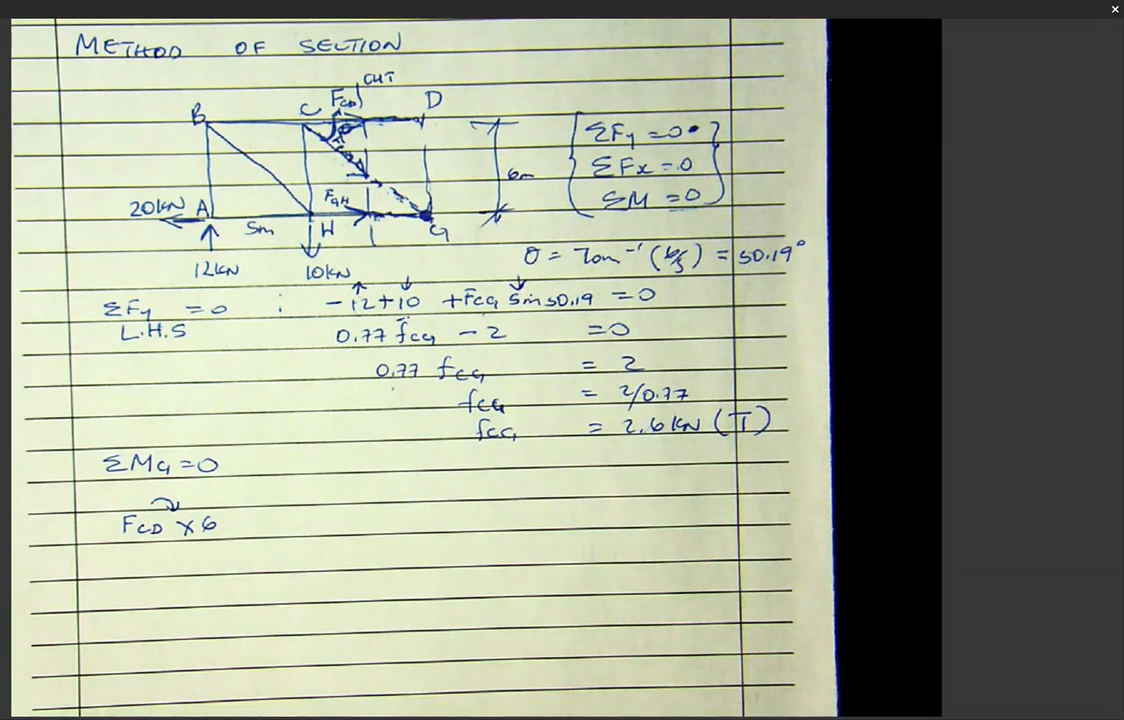 METHOD OF SECTION
CUT
B C FCD D
θ
6m
[ΣFy = 0
ΣFx = 0
ΣM = 0]
20KN A 5m H FGH G
12KN 10KN
θ = Tan⁻¹ (6/5) = 50.19°
ΣFy = 0 : -12 + 10 + FCG Sin 50.19 = 0
L.H.S
0.77 fCG - 2 = 0
0.77 fCG = 2
fCG = 2/0.77
fCG = 2.6 KN (T)
ΣMG = 0
FCD × 6